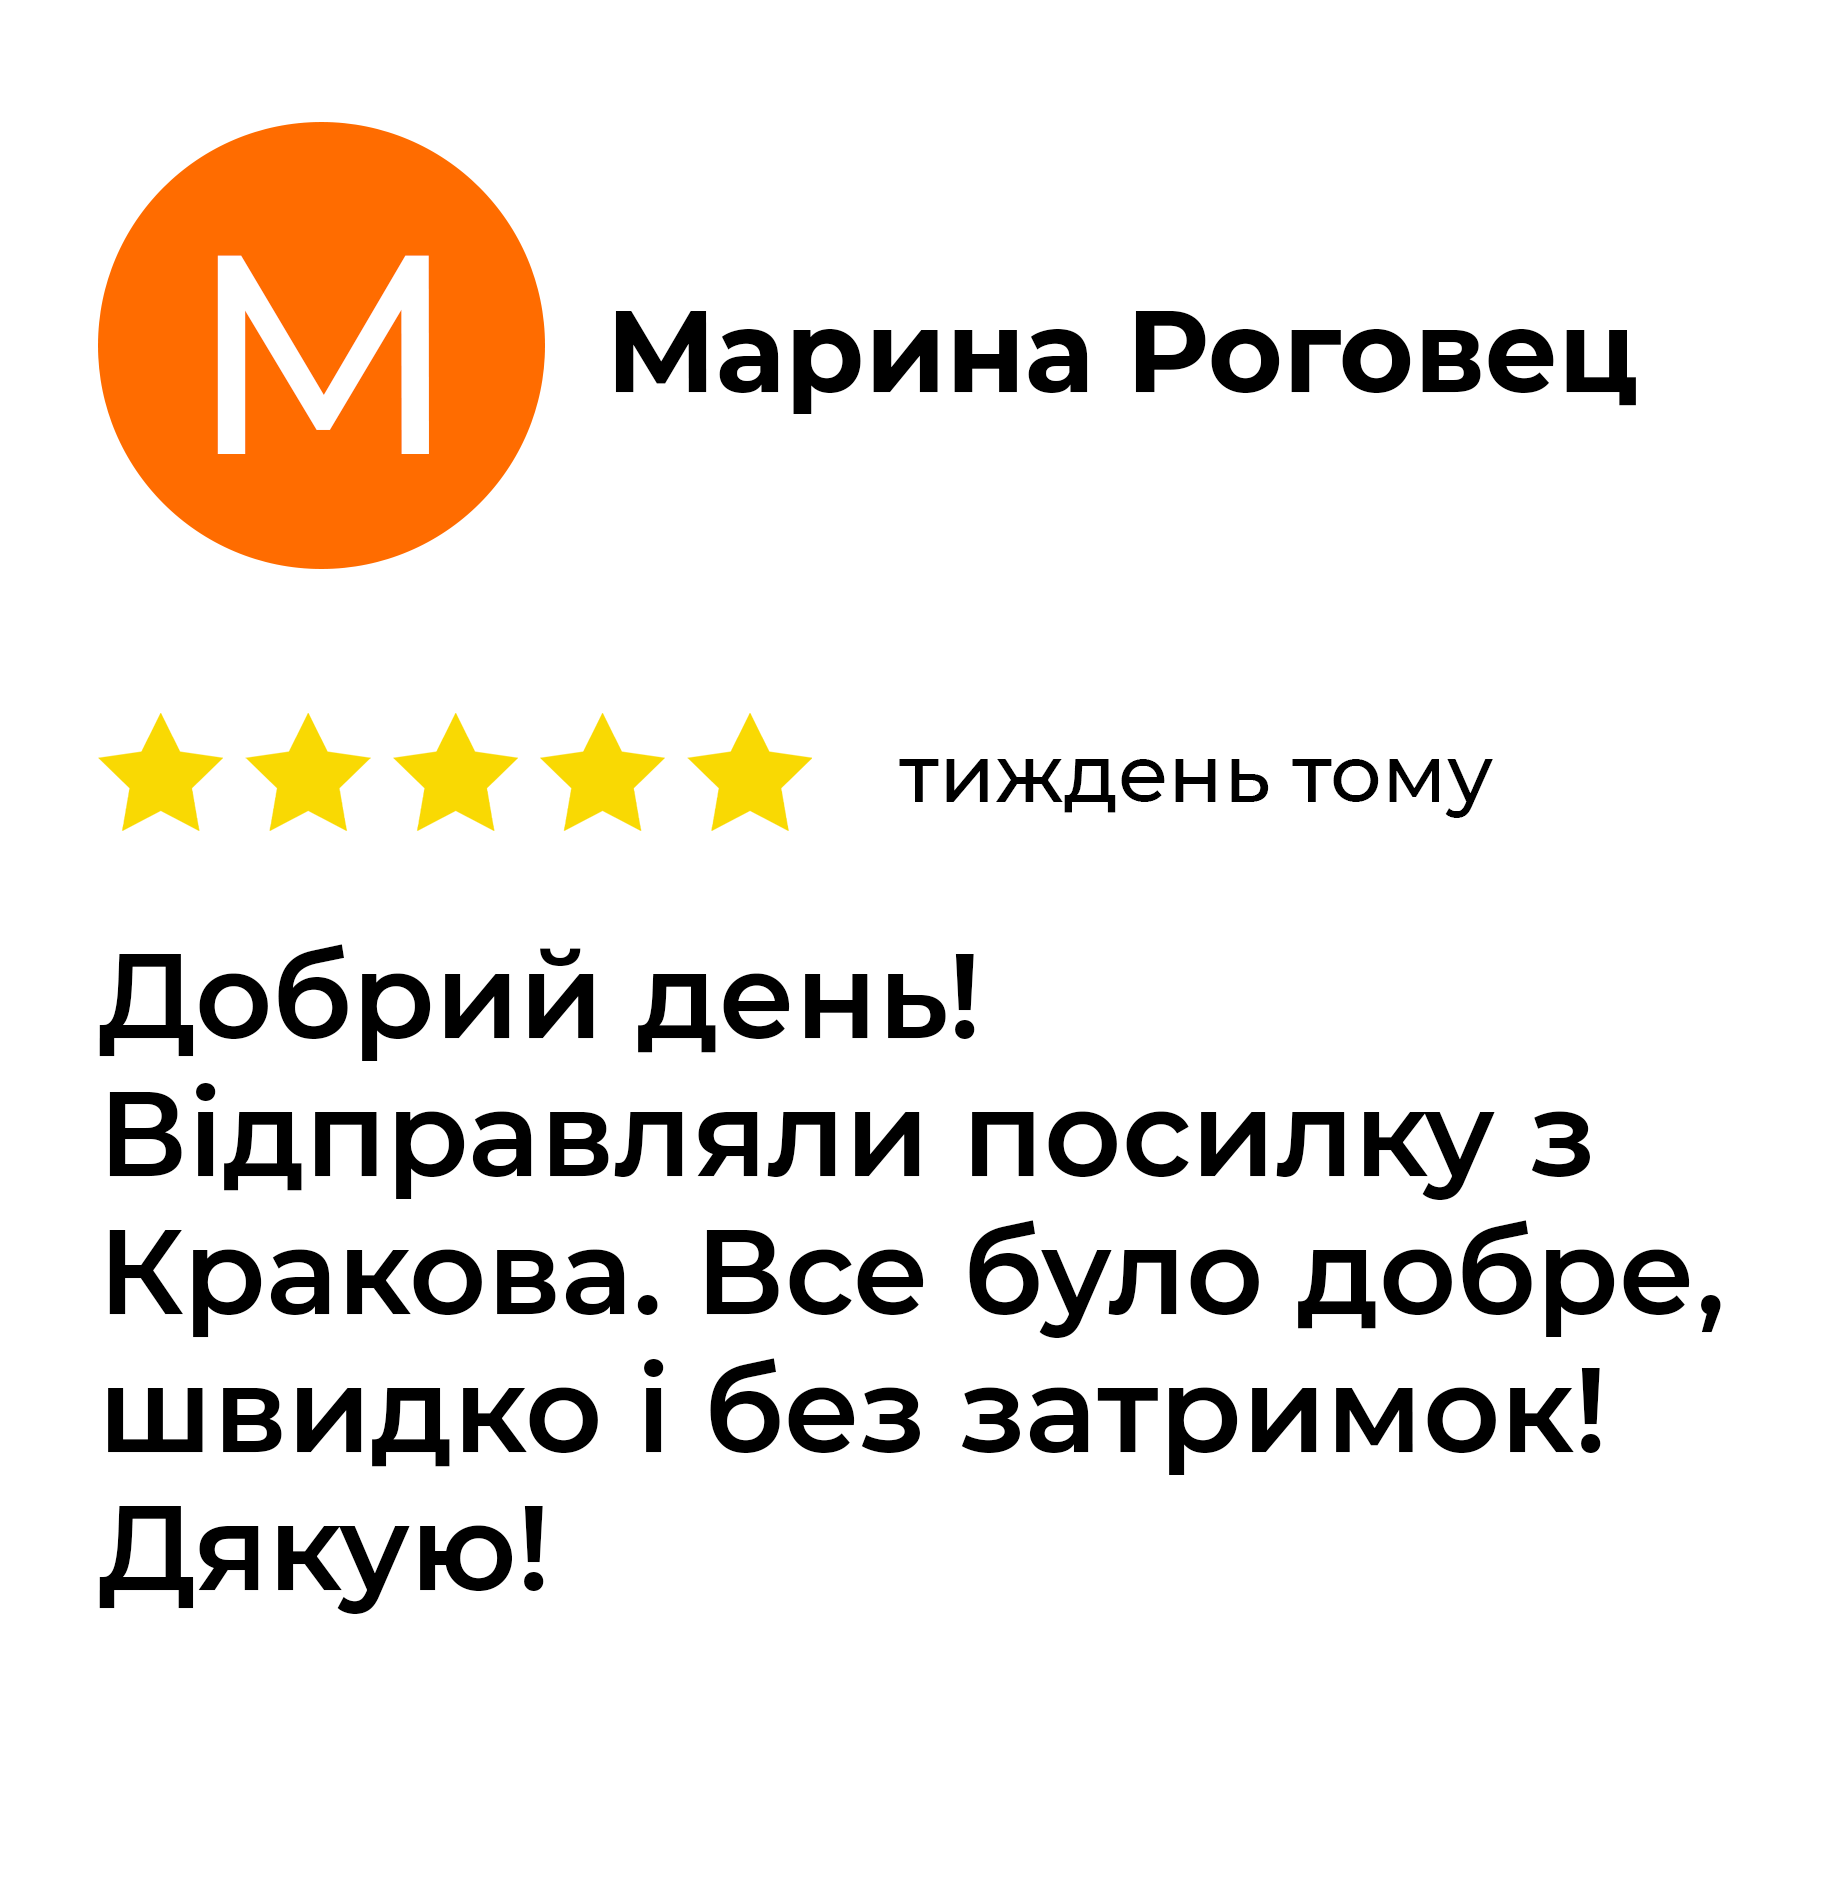 М
Марина Роговец
тиждень тому
Добрий день!
Відправляли посилку з
Кракова. Все було добре,
швидко і без затримок!
Дякую!